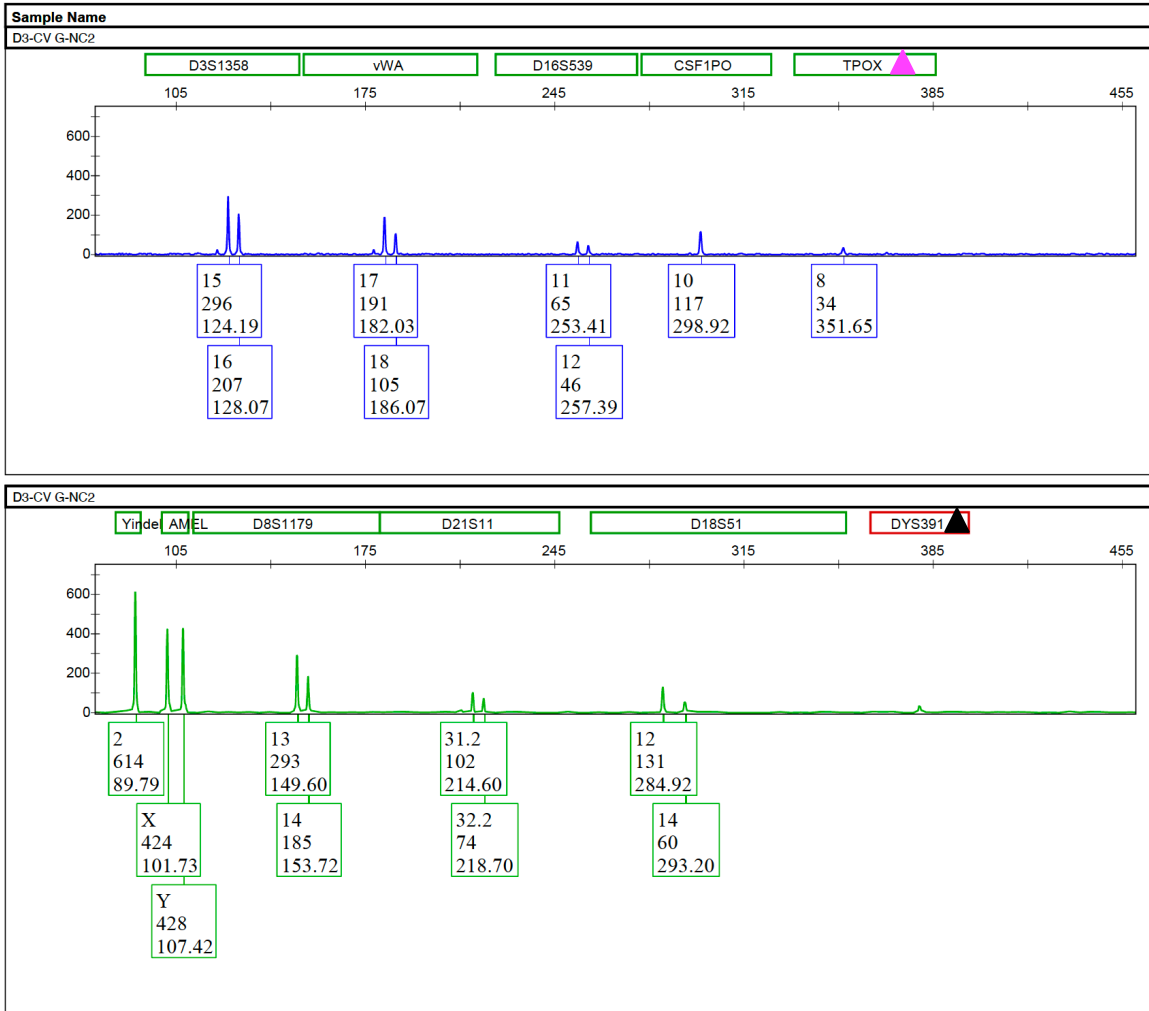 Sample Name
D3-CV G-NC2
D3S1358 vWA D16S539 CSF1PO TPOX
105 175 245 315 385 455
600
400
200
0
15 17 11 10 8
296 191 65 117 34
124.19 182.03 253.41 298.92 351.65
16 18 12
207 105 46
128.07 186.07 257.39
D3-CV G-NC2
Yindel AMEL D8S1179 D21S11 D18S51 DYS391
105 175 245 315 385 455
600
400
200
0
2 13 31.2 12
614 293 102 131
89.79 149.60 214.60 284.92
X 14 32.2 14
424 185 74 60
101.73 153.72 218.70 293.20
Y
428
107.42